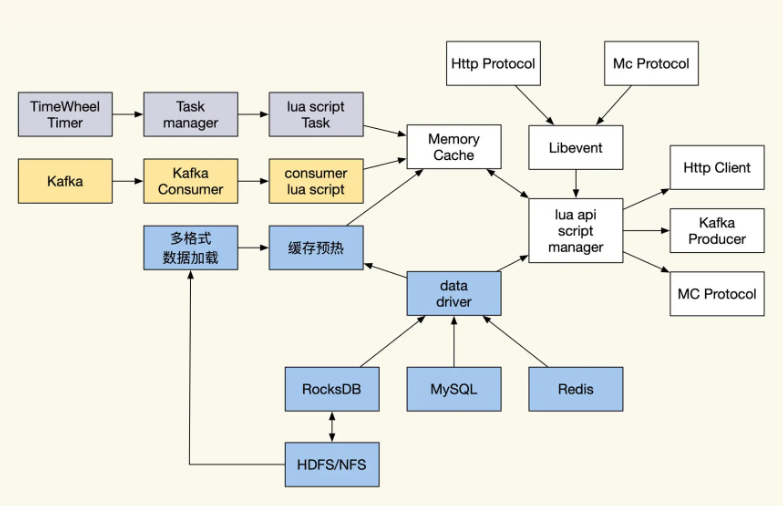 Http Protocol
Mc Protocol
TimeWheel
Timer
Task
manager
lua script
Task
Memory
Cache
Libevent
Http Client
Kafka
Kafka
Consumer
consumer
lua script
lua api
script
manager
Kafka
Producer
多格式
数据加载
缓存预热
data
driver
MC Protocol
RocksDB
MySQL
Redis
HDFS/NFS